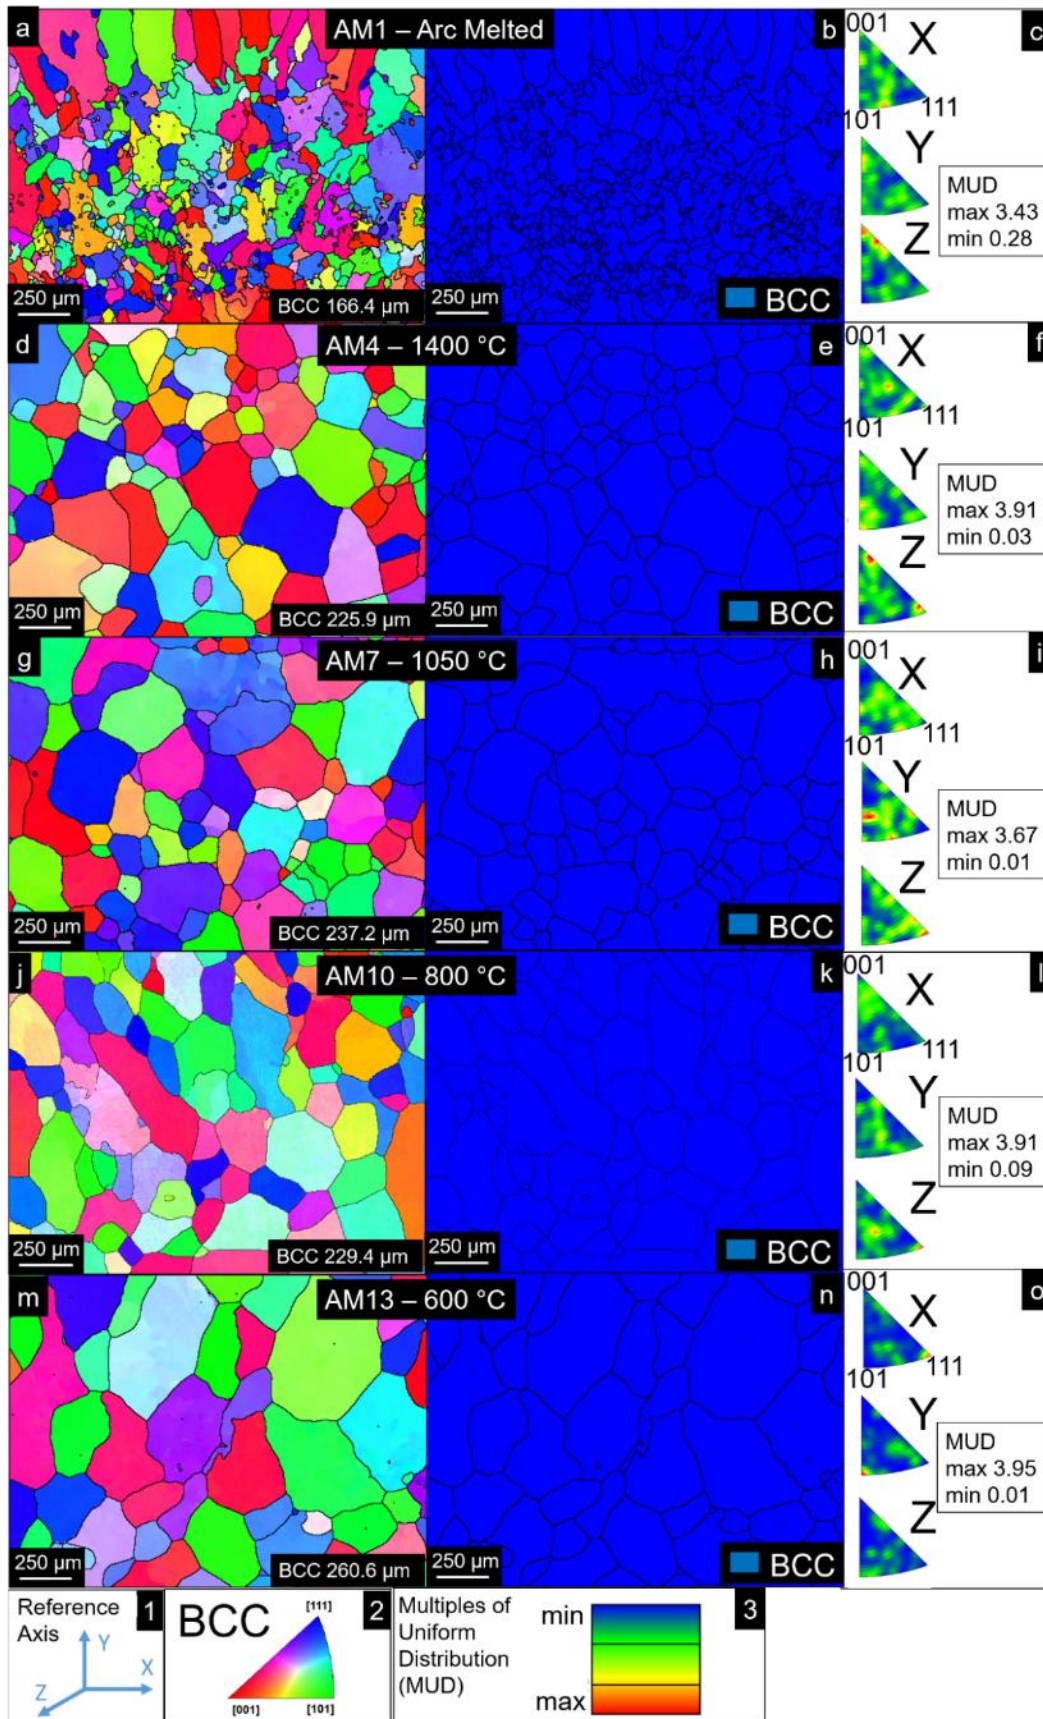 a
AM1 – Arc Melted
b
c
001
X
101
111
Y
Z
MUD
max 3.43
min 0.28
250 µm
BCC 166.4 µm
250 µm
BCC
d
AM4 – 1400 °C
e
f
001
X
101
111
Y
Z
MUD
max 3.91
min 0.03
250 µm
BCC 225.9 µm
250 µm
BCC
g
AM7 – 1050 °C
h
i
001
X
101
111
Y
Z
MUD
max 3.67
min 0.01
250 µm
BCC 237.2 µm
250 µm
BCC
j
AM10 – 800 °C
k
l
001
X
101
111
Y
Z
MUD
max 3.91
min 0.09
250 µm
BCC 229.4 µm
250 µm
BCC
m
AM13 – 600 °C
n
o
001
X
101
111
Y
Z
MUD
max 3.95
min 0.01
250 µm
BCC 260.6 µm
250 µm
BCC
Reference
Axis
1
Y
X
Z
BCC
2
[111]
[001]
[101]
Multiples of
Uniform
Distribution
(MUD)
min
max
3